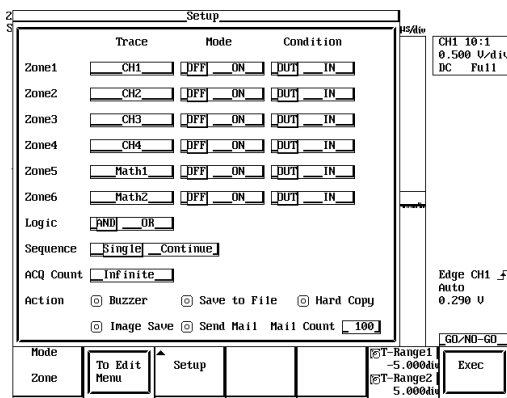 2 Setup
S µs/div
Trace Mode Condition
Zone1 CH1 OFF ON OUT IN
Zone2 CH2 OFF ON OUT IN
Zone3 CH3 OFF ON OUT IN
Zone4 CH4 OFF ON OUT IN
Zone5 Math1 OFF ON OUT IN
Zone6 Math2 OFF ON OUT IN
Logic AND OR
Sequence Single Continue
ACQ Count Infinite
Action Buzzer Save to File Hard Copy
Image Save Send Mail Mail Count 100
CH1 10:1
0.500 V/div
DC Full
Edge CH1
Auto
0.290 V
GO/NO-GO
Mode
Zone
To Edit
Menu
Setup
T-Range1
-5.000div
T-Range2
5.000div
Exec